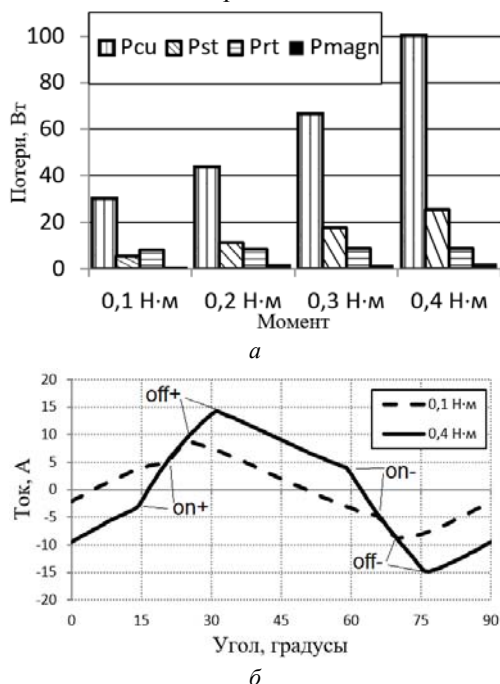 100
80
60
40
20
0
Потери, Вт
Pcu Pst Prt Pmagn
0,1 Н·м 0,2 Н·м 0,3 Н·м 0,4 Н·м
Момент
а
20
15
10
5
0
-5
-10
-15
-20
Ток, А
off+
on+
on-
off-
0,1 Н·м
0,4 Н·м
0 15 30 45 60 75 90
Угол, градусы
б